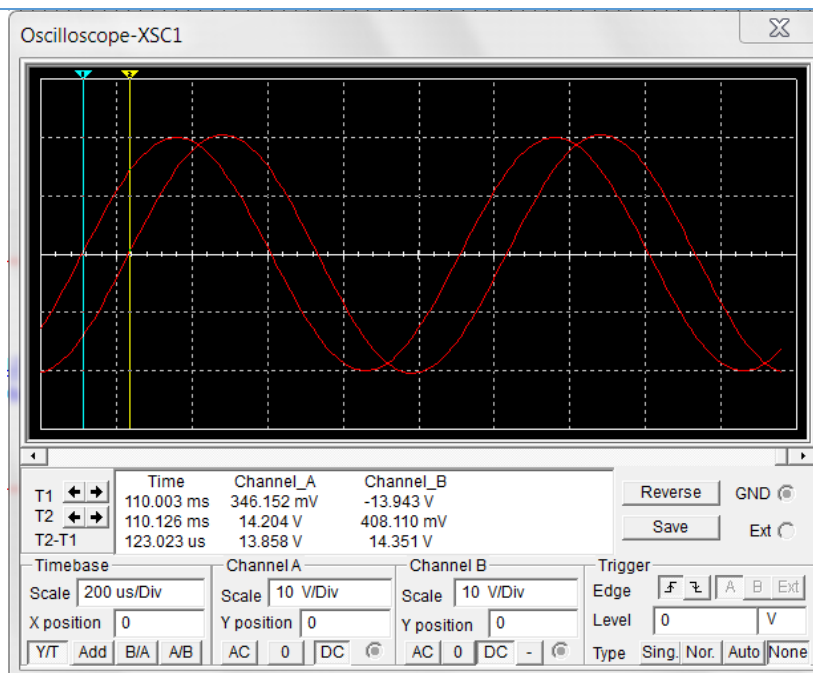 Oscilloscope-XSC1
1 2
Time Channel_A Channel_B
T1 110.003 ms 346.152 mV -13.943 V
T2 110.126 ms 14.204 V 408.110 mV
T2-T1 123.023 us 13.858 V 14.351 V
Reverse GND
Save Ext
Timebase Channel A Channel B Trigger
Scale 200 us/Div Scale 10 V/Div Scale 10 V/Div Edge A B Ext
X position 0 Y position 0 Y position 0 Level 0 V
Y/T Add B/A A/B AC 0 DC AC 0 DC - Type Sing. Nor. Auto None